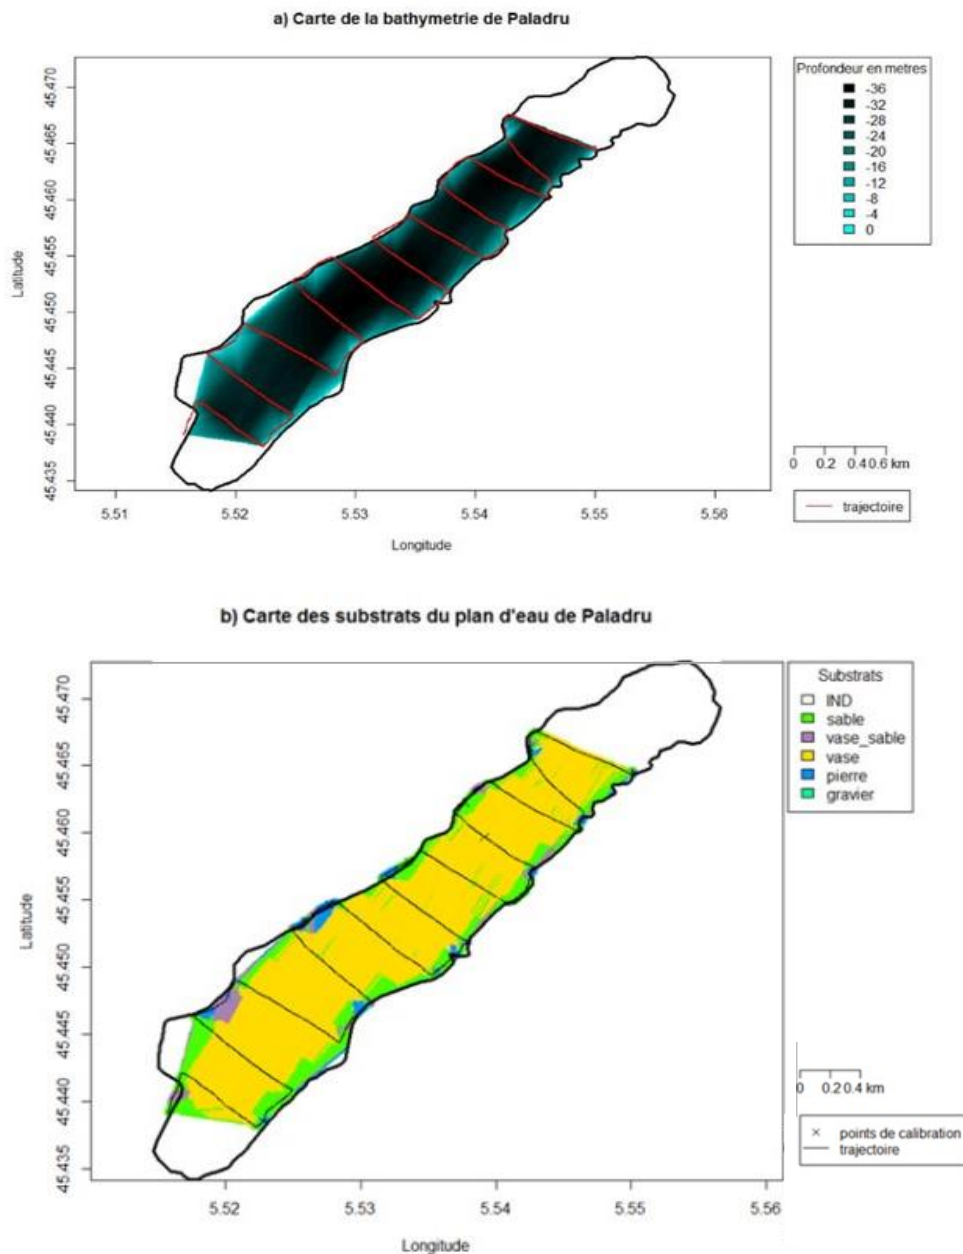 a) Carte de la bathymetrie de Paladru
Profondeur en metres
-36
-32
-28
-24
-20
-16
-12
-8
-4
0
Latitude
45.470
45.465
45.460
45.455
45.450
45.445
45.440
45.435
0 0.2 0.4 0.6 km
trajectoire
5.51 5.52 5.53 5.54 5.55 5.56
Longitude
b) Carte des substrats du plan d'eau de Paladru
Substrats
IND
sable
vase_sable
vase
pierre
gravier
Latitude
45.470
45.465
45.460
45.455
45.450
45.445
45.440
45.435
0 0.2 0.4 km
points de calibration
trajectoire
5.52 5.53 5.54 5.55 5.56
Longitude